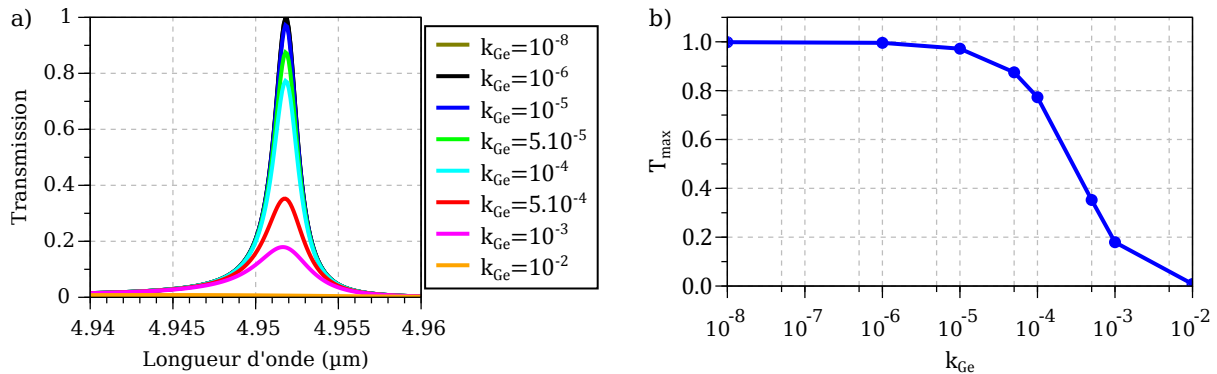 a)
Transmission
1
0.8
0.6
0.4
0.2
0
4.94
4.945
4.95
4.955
4.96
Longueur d'onde (µm)
k_Ge=10^-8
k_Ge=10^-6
k_Ge=10^-5
k_Ge=5.10^-5
k_Ge=10^-4
k_Ge=5.10^-4
k_Ge=10^-3
k_Ge=10^-2
b)
T_max
1.0
0.8
0.6
0.4
0.2
0.0
10^-8
10^-7
10^-6
10^-5
10^-4
10^-3
10^-2
k_Ge